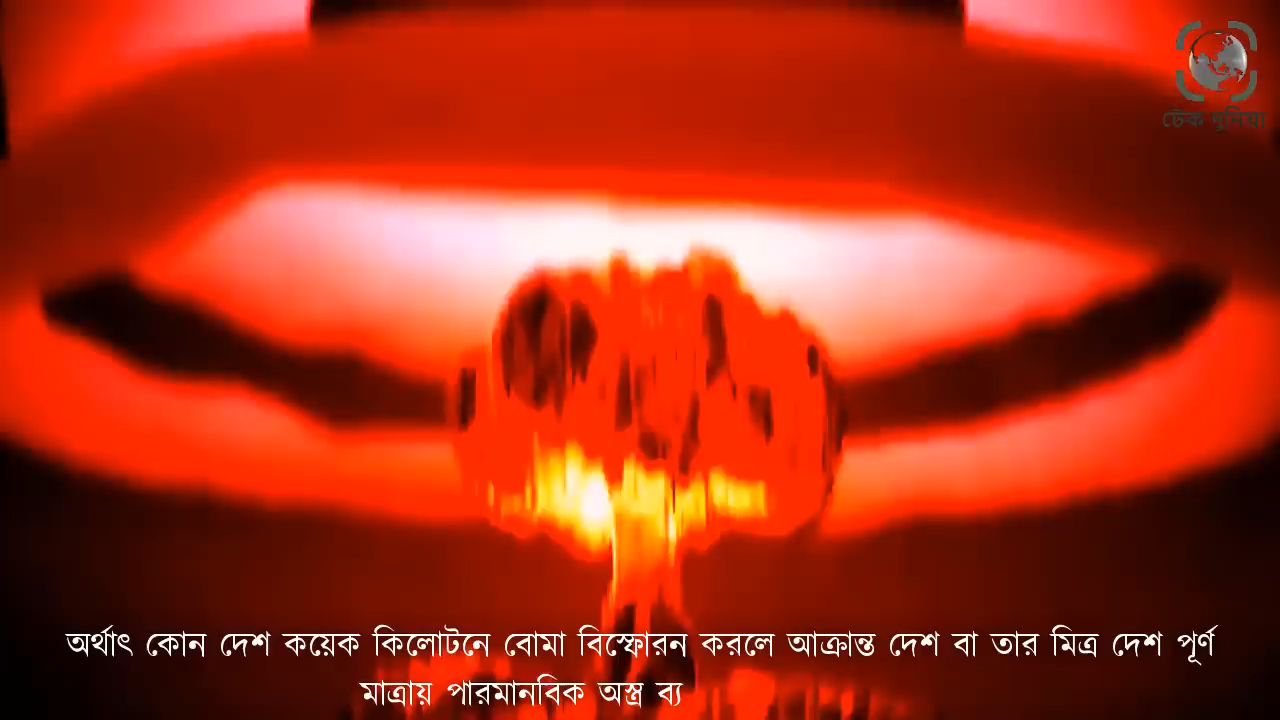 টেক দুনিয়া
অর্থাৎ কোন দেশ কয়েক কিলোটনে বোমা বিস্ফোরন করলে আক্রান্ত দেশ বা তার মিত্র দেশ পূর্ণ
মাত্রায় পারমানবিক অস্ত্র ব্য